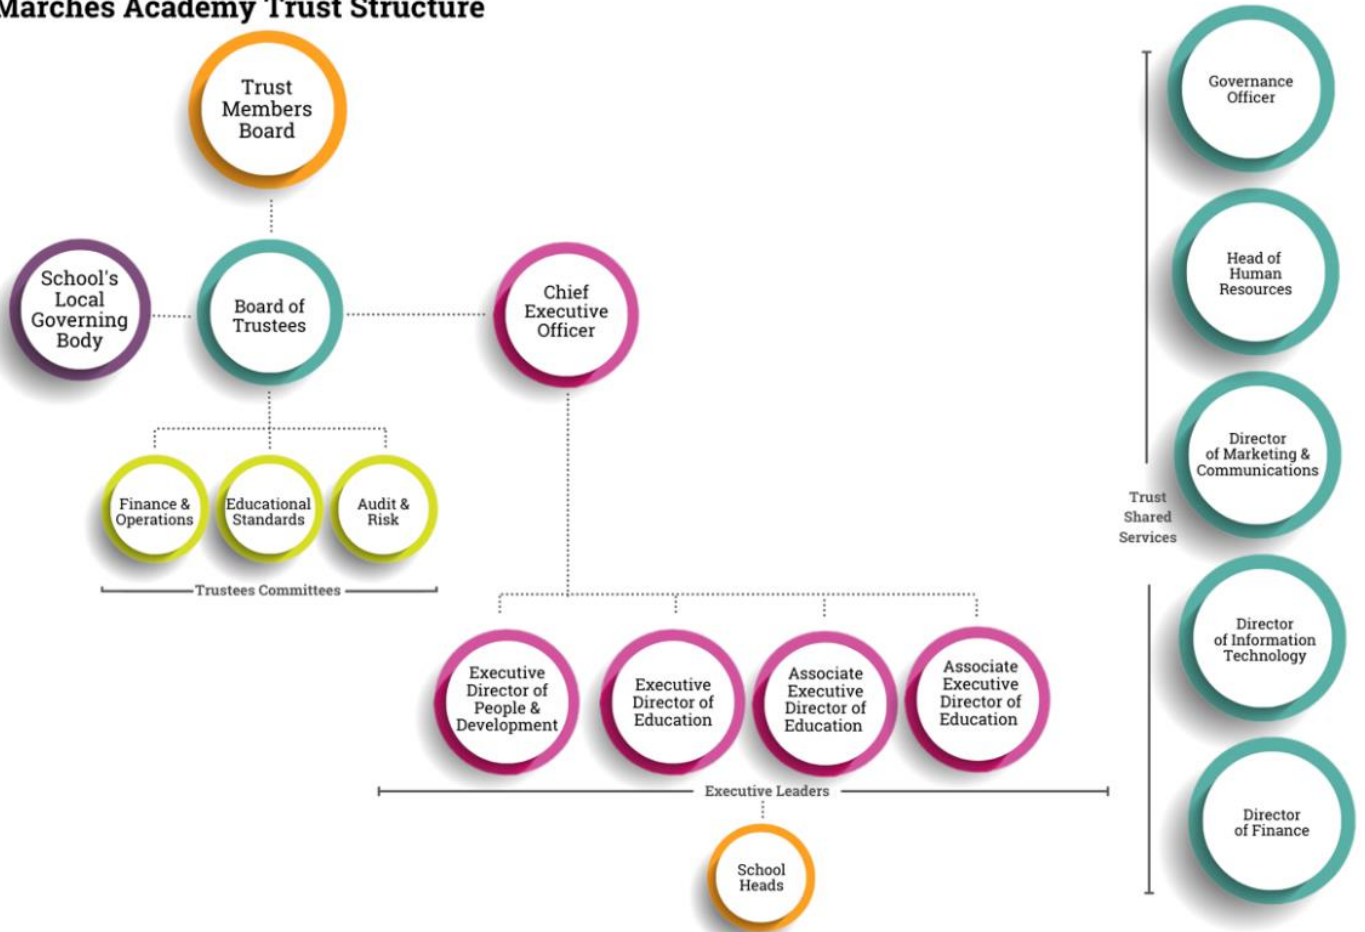 Marches Academy Trust Structure
Trust
Members
Board
School's
Local
Governing
Body
Board of
Trustees
Chief
Executive
Officer
Finance &
Operations
Educational
Standards
Audit &
Risk
Trustees Committees
Executive
Director of
People &
Development
Executive
Director of
Education
Associate
Executive
Director of
Education
Associate
Executive
Director of
Education
Executive Leaders
School
Heads
Trust
Shared
Services
Governance
Officer
Head of
Human
Resources
Director
of Marketing &
Communications
Director
of Information
Technology
Director
of Finance